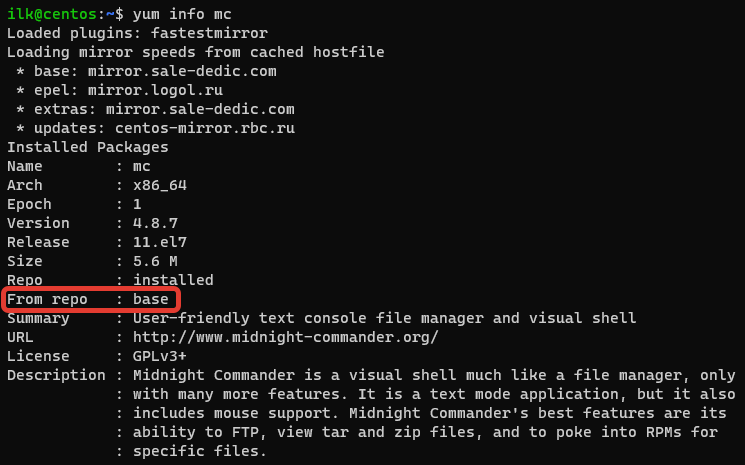 ilk@centos:~$ yum info mc
Loaded plugins: fastestmirror
Loading mirror speeds from cached hostfile
 * base: mirror.sale-dedic.com
 * epel: mirror.logol.ru
 * extras: mirror.sale-dedic.com
 * updates: centos-mirror.rbc.ru
Installed Packages
Name        : mc
Arch        : x86_64
Epoch       : 1
Version     : 4.8.7
Release     : 11.el7
Size        : 5.6 M
Repo        : installed
From repo   : base
Summary     : User-friendly text console file manager and visual shell
URL         : http://www.midnight-commander.org/
License     : GPLv3+
Description : Midnight Commander is a visual shell much like a file manager, only
            : with many more features. It is a text mode application, but it also
            : includes mouse support. Midnight Commander's best features are its
            : ability to FTP, view tar and zip files, and to poke into RPMs for
            : specific files.